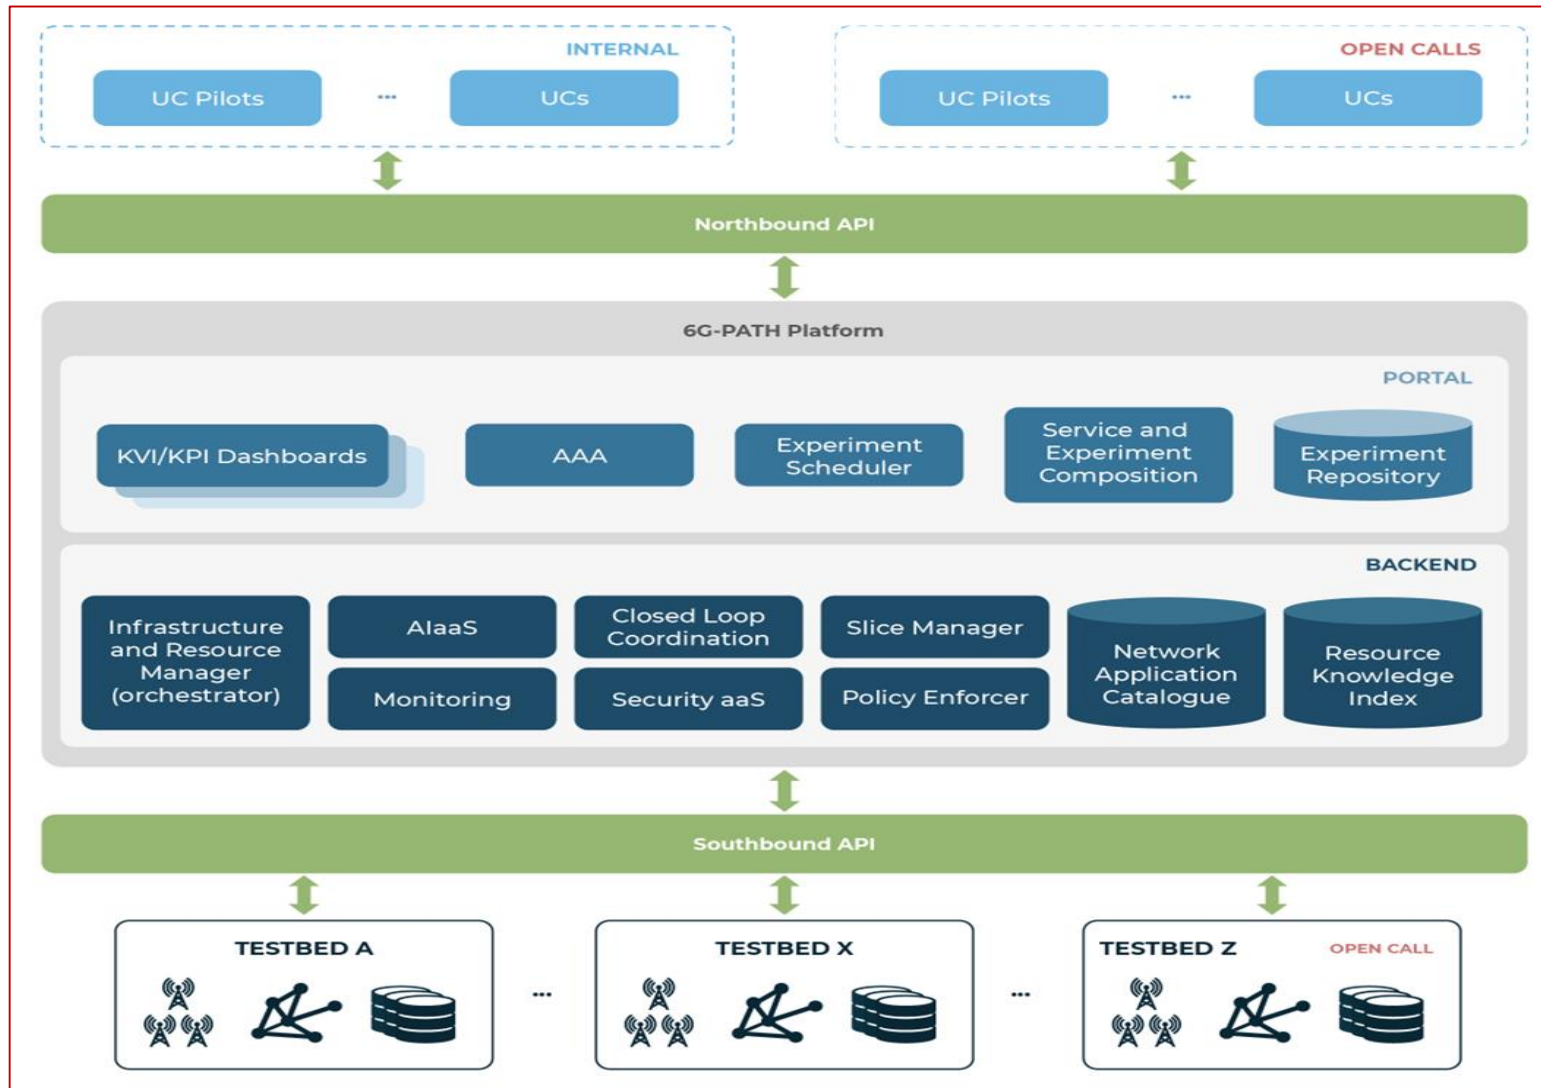 INTERNAL
UC Pilots
...
UCs
OPEN CALLS
UC Pilots
...
UCs
Northbound API
6G-PATH Platform
PORTAL
KVI/KPI Dashboards
AAA
Experiment
Scheduler
Service and
Experiment
Composition
Experiment
Repository
BACKEND
Infrastructure
and Resource
Manager
(orchestrator)
AIaaS
Closed Loop
Coordination
Slice Manager
Monitoring
Security aaS
Policy Enforcer
Network
Application
Catalogue
Resource
Knowledge
Index
Southbound API
TESTBED A
...
TESTBED X
...
TESTBED Z
OPEN CALL